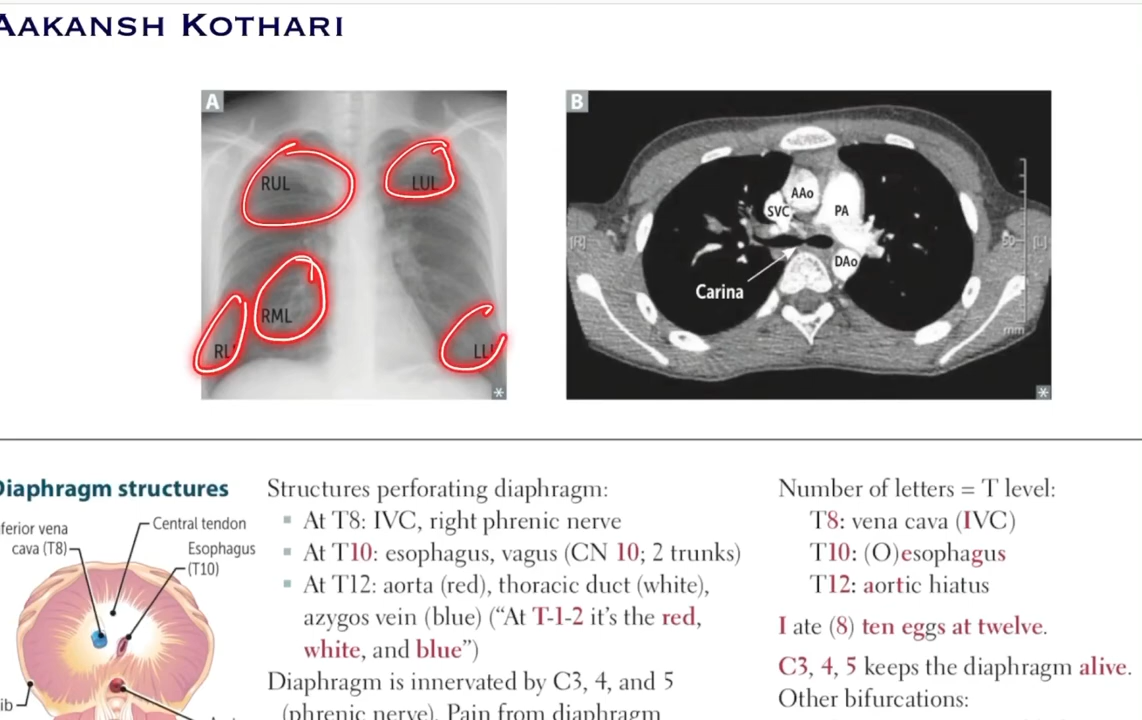 AAKANSH KOTHARI
A
RUL
LUL
RML
LL
*
B
AAo
SVC
PA
DAo
Carina
[R]
50
[L]
mm
*
Diaphragm structures
Central tendon
cava (T8)
Esophagus
(T10)
Structures perforating diaphragm:
▪ At T8: IVC, right phrenic nerve
▪ At T10: esophagus, vagus (CN 10; 2 trunks)
▪ At T12: aorta (red), thoracic duct (white),
azygos vein (blue) (“At T-1-2 it’s the red,
white, and blue”)
Diaphragm is innervated by C3, 4, and 5
(phrenic nerve). Pain from diaphragm
Number of letters = T level:
T8: vena cava (IVC)
T10: (O)esophagus
T12: aortic hiatus
I ate (8) ten eggs at twelve.
C3, 4, 5 keeps the diaphragm alive.
Other bifurcations: